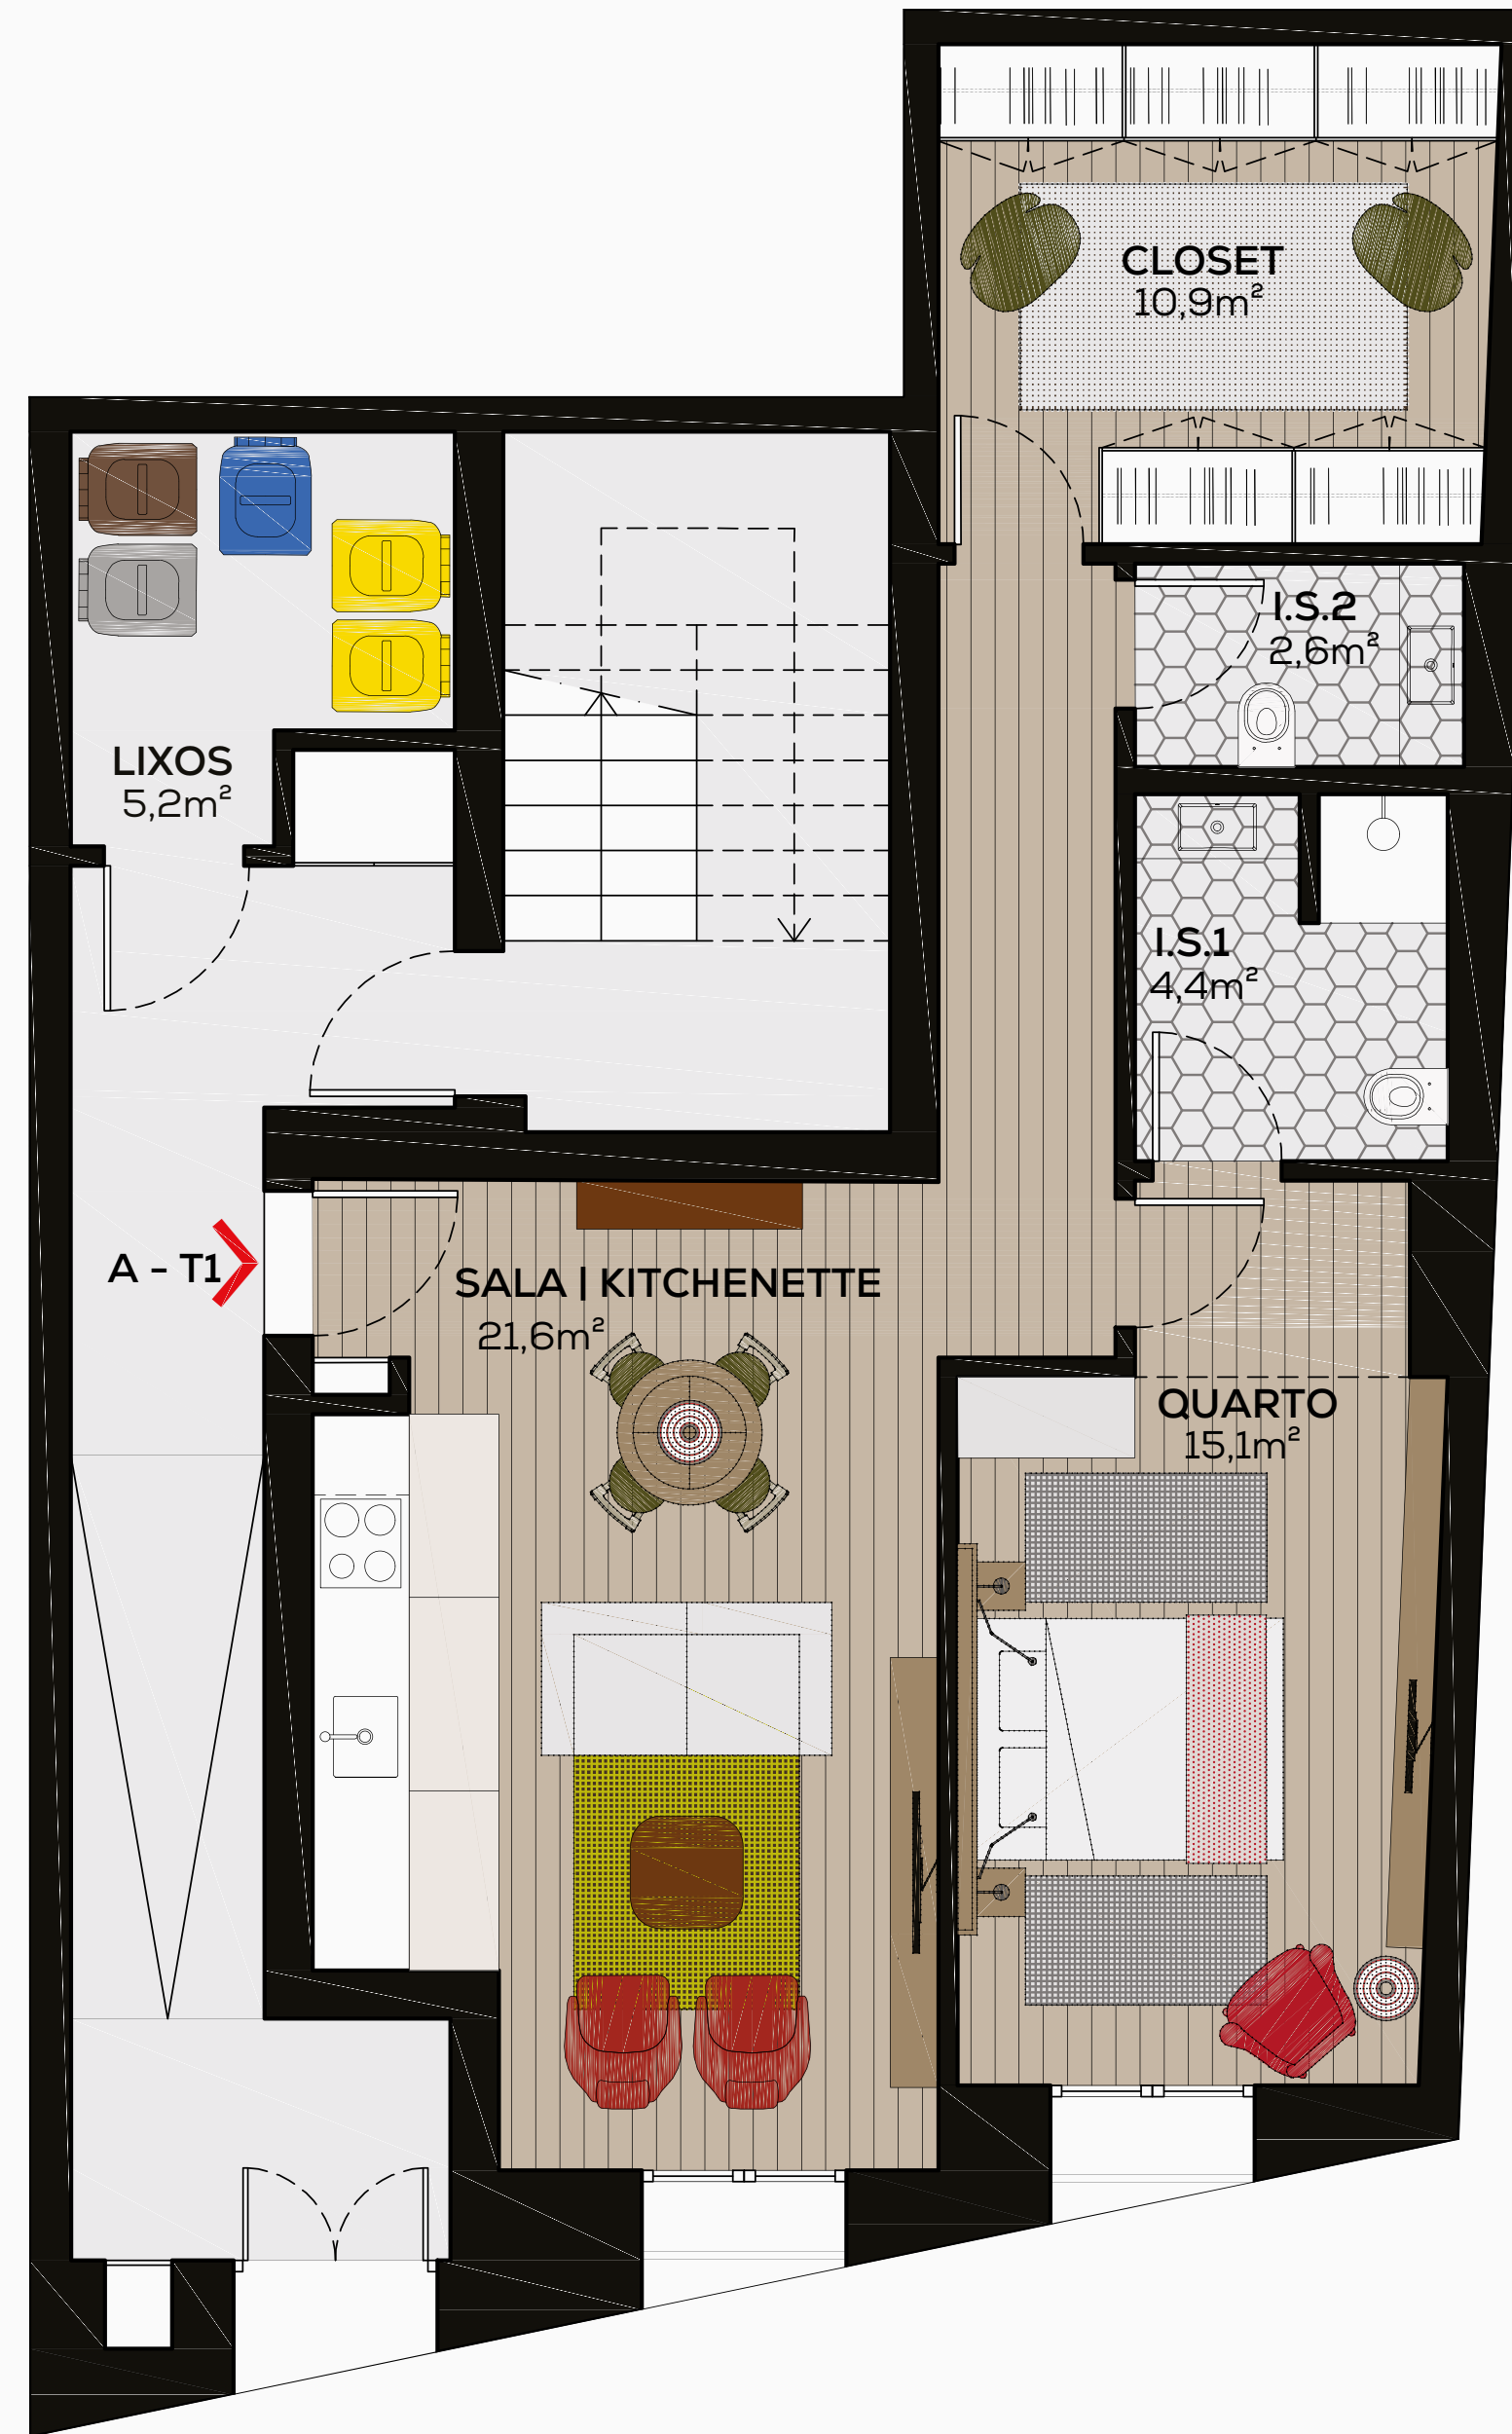 CLOSET
10,9m²
I.S.2
2,6m²
LIXOS
5,2m²
I.S.1
4,4m²
A - T1
SALA | KITCHENETTE
21,6m²
QUARTO
15,1m²